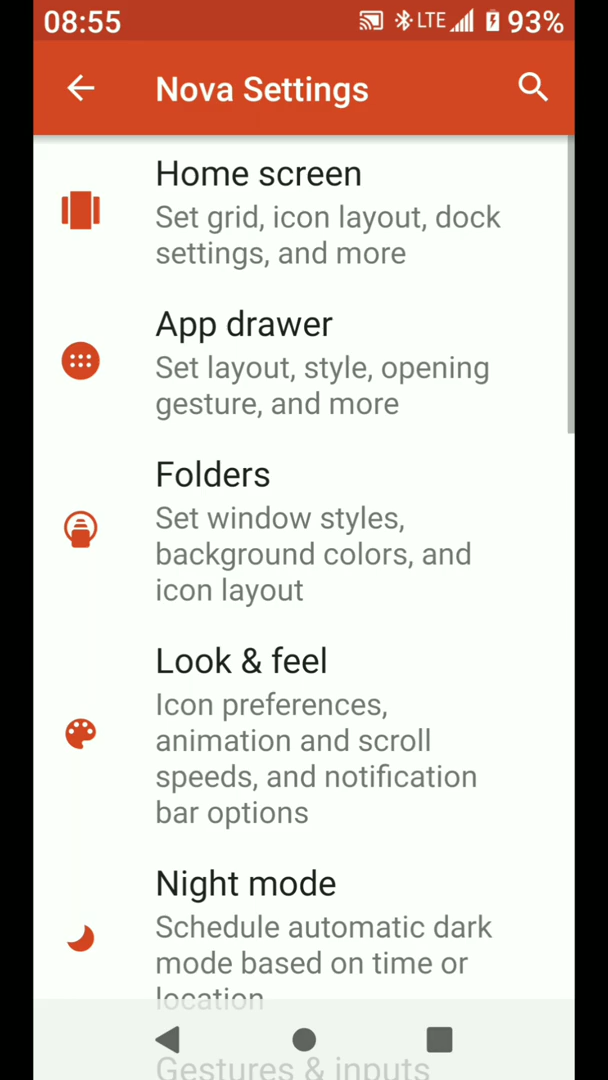 08:55 LTE 93%
Nova Settings
Home screen
Set grid, icon layout, dock
settings, and more
App drawer
Set layout, style, opening
gesture, and more
Folders
Set window styles,
background colors, and
icon layout
Look & feel
Icon preferences,
animation and scroll
speeds, and notification
bar options
Night mode
Schedule automatic dark
mode based on time or
location
Gestures & inputs